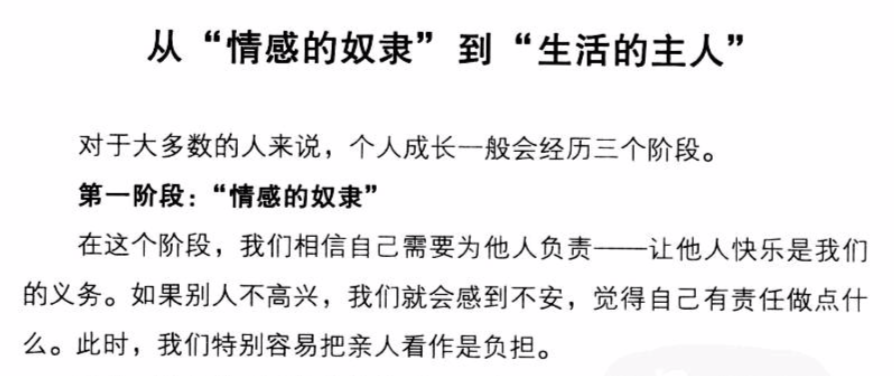 从“情感的奴隶”到“生活的主人”
对于大多数的人来说，个人成长一般会经历三个阶段。
第一阶段：“情感的奴隶”
在这个阶段，我们相信自己需要为他人负责——让他人快乐是我们
的义务。如果别人不高兴，我们就会感到不安，觉得自己有责任做点什
么。此时，我们特别容易把亲人看作是负担。